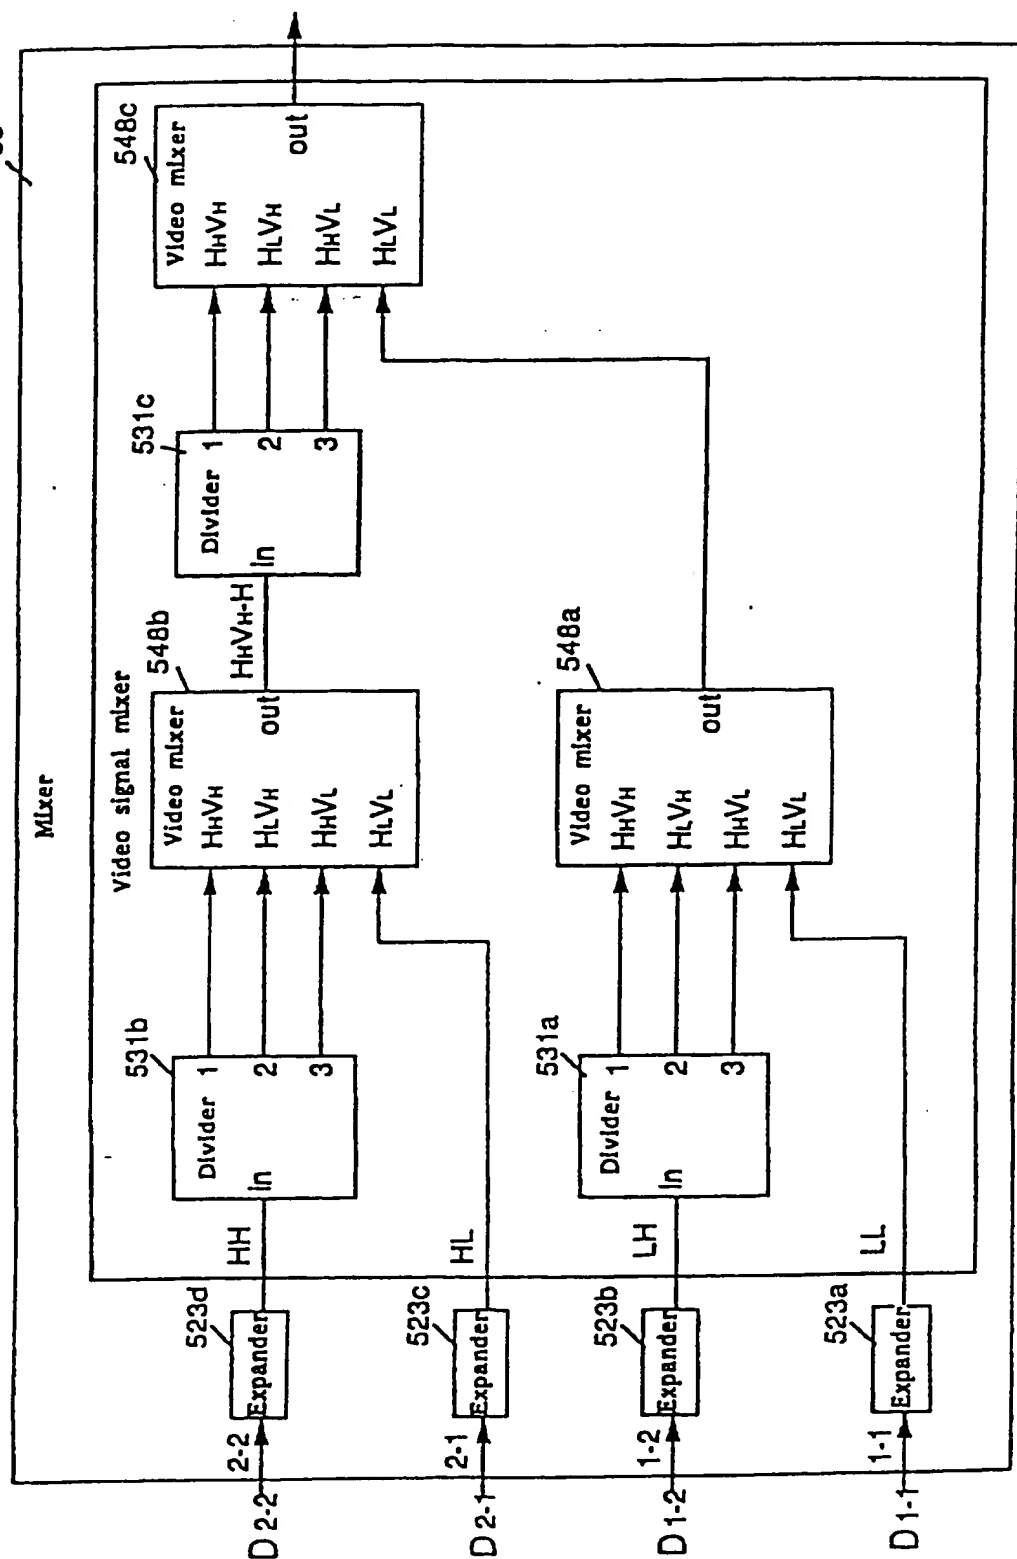 Mixer
Video signal mixer
D2-2
2-2
Expander
523d
HH
In
Divider
531b
1
2
3
Video mixer
548b
HHVH
HLVH
HHVL
HLVL
out
HHVH-H
In
Divider
531c
1
2
3
Video mixer
548c
HHVH
HLVH
HHVL
HLVL
out
D2-1
2-1
Expander
523c
HL
D1-2
1-2
Expander
523b
LH
In
Divider
531a
1
2
3
Video mixer
548a
HHVH
HLVH
HHVL
HLVL
out
D1-1
1-1
Expander
523a
LL